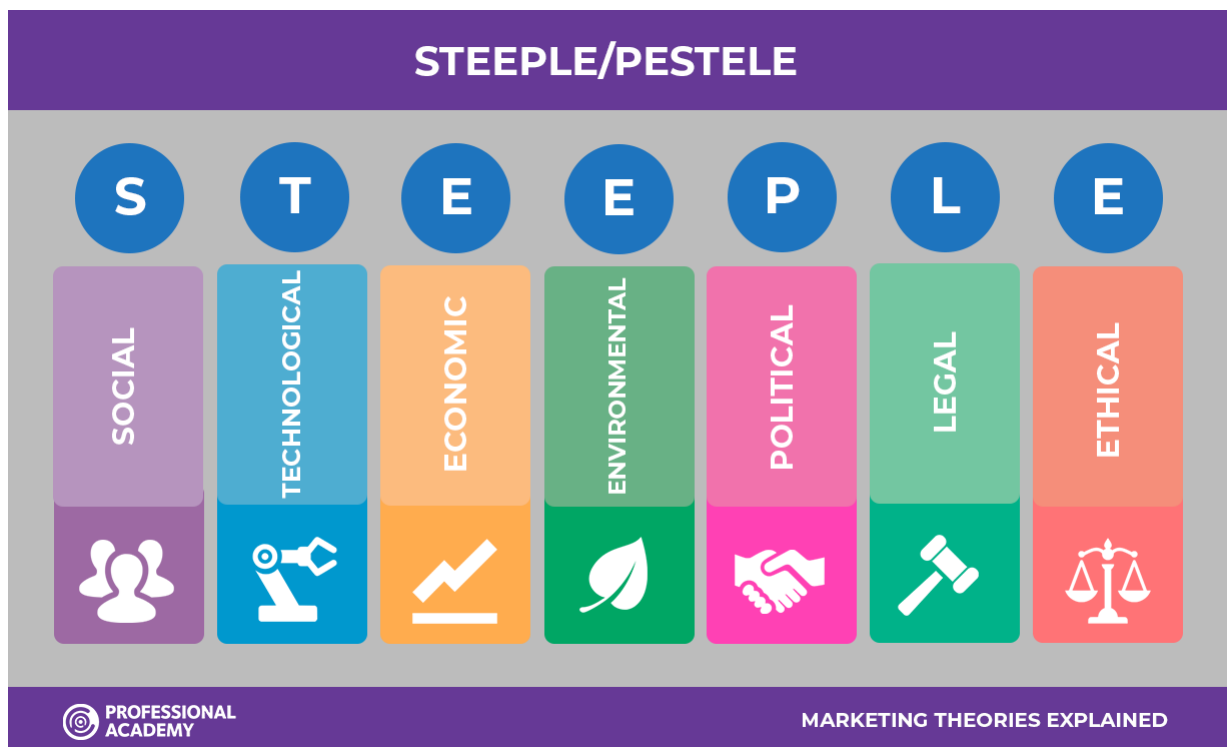 STEEPLE/PESTELE
S T E E P L E
SOCIAL
TECHNOLOGICAL
ECONOMIC
ENVIRONMENTAL
POLITICAL
LEGAL
ETHICAL
PROFESSIONAL
ACADEMY
MARKETING THEORIES EXPLAINED